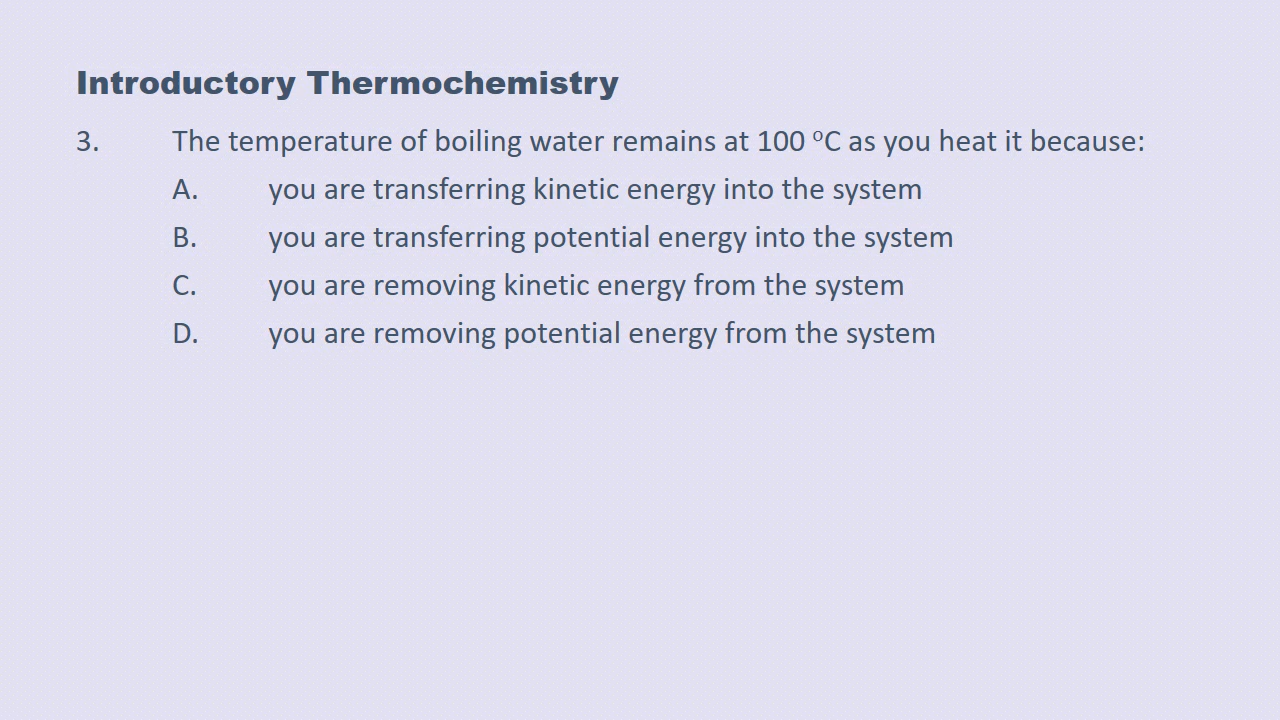 Introductory Thermochemistry
3. The temperature of boiling water remains at 100 ºC as you heat it because:
A. you are transferring kinetic energy into the system
B. you are transferring potential energy into the system
C. you are removing kinetic energy from the system
D. you are removing potential energy from the system